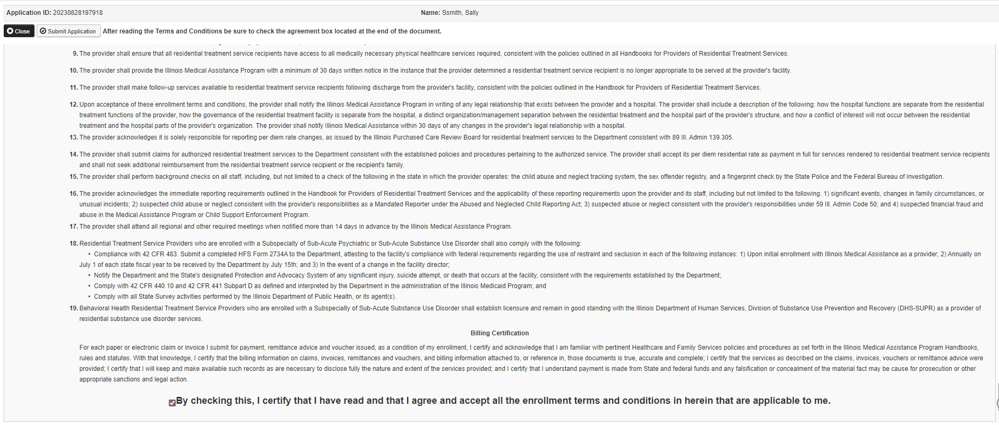 Application ID: 20230828197918 Name: Ssmith, Sally
Close Submit Application After reading the Terms and Conditions be sure to check the agreement box located at the end of the document.
9. The provider shall ensure that all residential treatment service recipients have access to all medically necessary physical healthcare services required, consistent with the policies outlined in all Handbooks for Providers of Residential Treatment Services.
10. The provider shall provide the Illinois Medical Assistance Program with a minimum of 30 days written notice in the instance that the provider determined a residential treatment service recipient is no longer appropriate to be served at the provider's facility.
11. The provider shall make follow-up services available to residential treatment service recipients following discharge from the provider's facility, consistent with the policies outlined in the Handbook for Providers of Residential Treatment Services.
12. Upon acceptance of these enrollment terms and conditions, the provider shall notify the Illinois Medical Assistance Program in writing of any legal relationship that exists between the provider and a hospital. The provider shall include a description of the following: how the hospital functions are separate from the residential
treatment functions of the provider, how the governance of the residential treatment facility is separate from the hospital, a distinct organization/management separation between the residential treatment and the hospital part of the provider's structure, and how a conflict of interest will not occur between the residential
treatment and the hospital parts of the provider's organization. The provider shall notify Illinois Medical Assistance within 30 days of any changes in the provider's legal relationship with a hospital.
13. The provider acknowledges it is solely responsible for reporting per diem rate changes, as issued by the Illinois Purchased Care Review Board for residential treatment services to the Department consistent with 89 Ill. Admin 139.305.
14. The provider shall submit claims for authorized residential treatment services to the Department consistent with the established policies and procedures pertaining to the authorized service. The provider shall accept its per diem residential rate as payment in full for services rendered to residential treatment service recipients
and shall not seek additional reimbursement from the residential treatment service recipient or the recipient's family.
15. The provider shall perform background checks on all staff, including, but not limited to a check of the following in the state in which the provider operates: the child abuse and neglect tracking system, the sex offender registry, and a fingerprint check by the State Police and the Federal Bureau of Investigation.
16. The provider acknowledges the immediate reporting requirements outlined in the Handbook for Providers of Residential Treatment Services and the applicability of these reporting requirements upon the provider and its staff, including but not limited to the following: 1) significant events, changes in family circumstances, or
unusual incidents; 2) suspected child abuse or neglect consistent with the provider's responsibilities as a Mandated Reporter under the Abused and Neglected Child Reporting Act; 3) suspected abuse or neglect consistent with the provider's responsibilities under 59 Ill. Admin Code 50; and 4) suspected financial fraud and
abuse in the Medical Assistance Program or Child Support Enforcement Program.
17. The provider shall attend all regional and other required meetings when notified more than 14 days in advance by the Illinois Medical Assistance Program.
18. Residential Treatment Service Providers who are enrolled with a Subspecialty of Sub-Acute Psychiatric or Sub-Acute Substance Use Disorder shall also comply with the following:
• Compliance with 42 CFR 483. Submit a completed HFS Form 2734A to the Department, attesting to the facility's compliance with federal requirements regarding the use of restraint and seclusion in each of the following instances: 1) Upon initial enrollment with Illinois Medical Assistance as a provider; 2) Annually on
July 1 of each state fiscal year to be received by the Department by July 15th; and 3) In the event of a change in the facility director;
• Notify the Department and the State's designated Protection and Advocacy System of any significant injury, suicide attempt, or death that occurs at the facility, consistent with the requirements established by the Department;
• Comply with 42 CFR 440.10 and 42 CFR 441 Subpart D as defined and interpreted by the Department in the administration of the Illinois Medicaid Program; and
• Comply with all State Survey activities performed by the Illinois Department of Public Health, or its agent(s).
19. Behavioral Health Residential Treatment Service Providers who are enrolled with a Subspecialty of Sub-Acute Substance Use Disorder shall establish licensure and remain in good standing with the Illinois Department of Human Services, Division of Substance Use Prevention and Recovery (DHS-SUPR) as a provider of
residential substance use disorder services.
Billing Certification
For each paper or electronic claim or invoice I submit for payment, remittance advice and voucher issued, as a condition of my enrollment, I certify and acknowledge that I am familiar with pertinent Healthcare and Family Services policies and procedures as set forth in the Illinois Medical Assistance Program Handbooks,
rules and statutes. With that knowledge, I certify that the billing information on claims, invoices, remittances and vouchers, and billing information attached to, or reference in, those documents is true, accurate and complete; I certify that the services as described on the claims, invoices, vouchers or remittance advice were
provided; I certify that I will keep and make available such records as are necessary to disclose fully the nature and extent of the services provided; and I certify that I understand payment is made from State and federal funds and any falsification or concealment of the material fact may be cause for prosecution or other
appropriate sanctions and legal action.
By checking this, I certify that I have read and that I agree and accept all the enrollment terms and conditions in herein that are applicable to me.